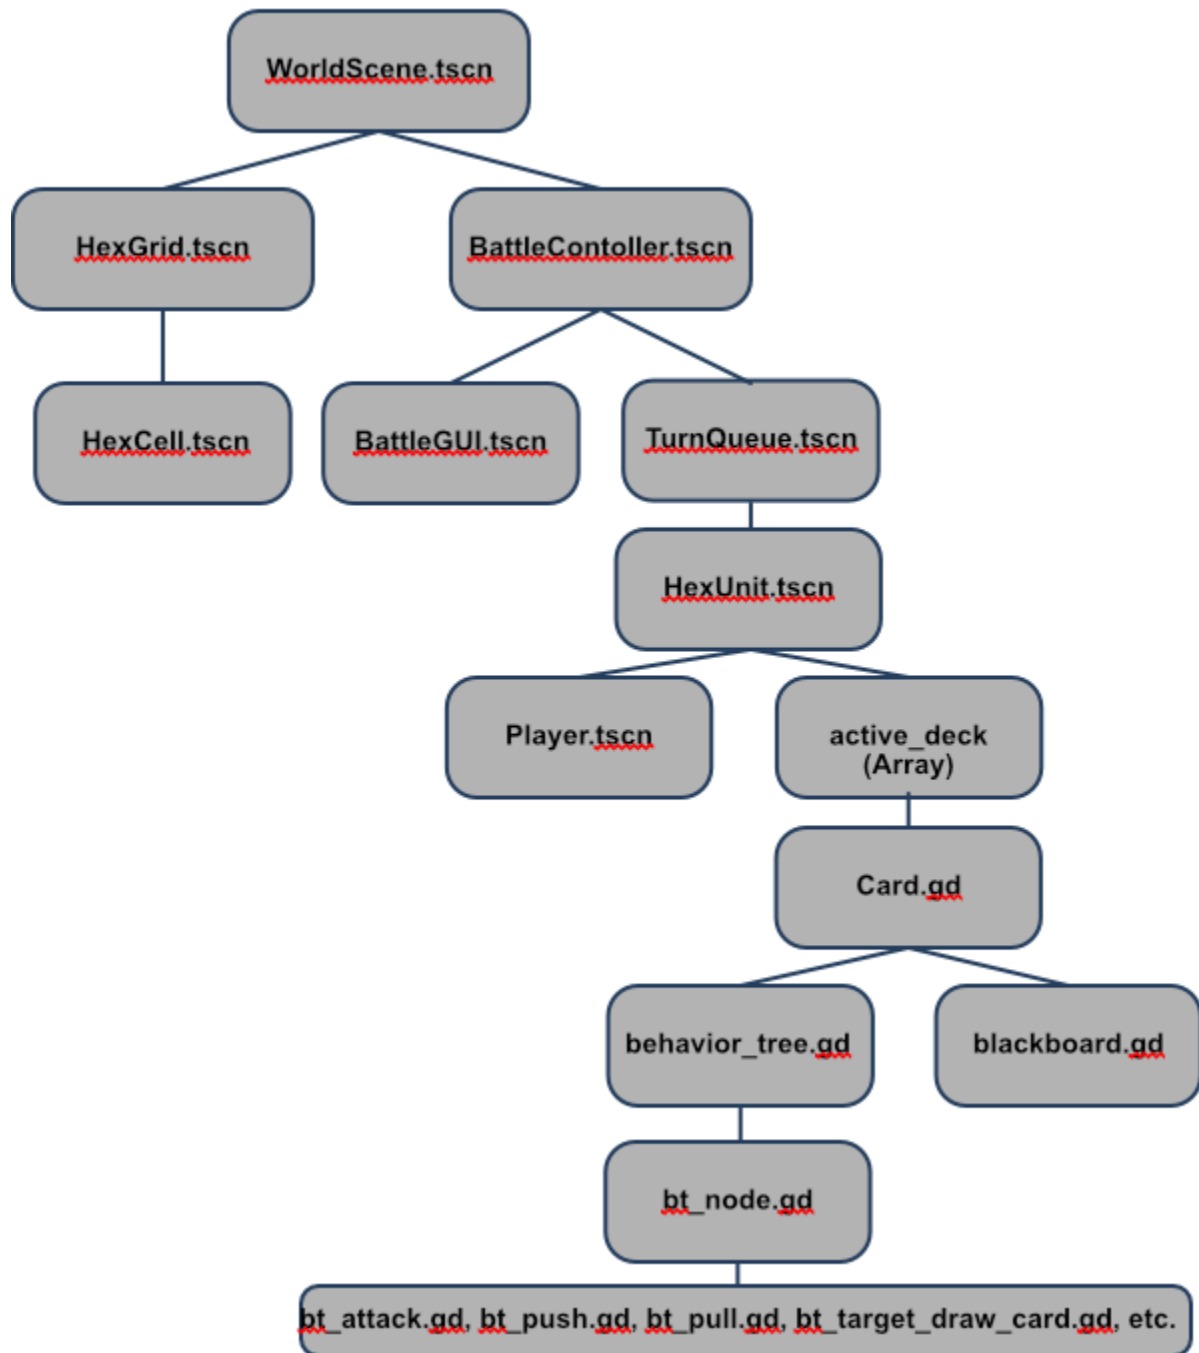 WorldScene.tscn
HexGrid.tscn
BattleContoller.tscn
HexCell.tscn
BattleGUI.tscn
TurnQueue.tscn
HexUnit.tscn
Player.tscn
active_deck
(Array)
Card.gd
behavior_tree.gd
blackboard.gd
bt_node.gd
bt_attack.gd, bt_push.gd, bt_pull.gd, bt_target_draw_card.gd, etc.